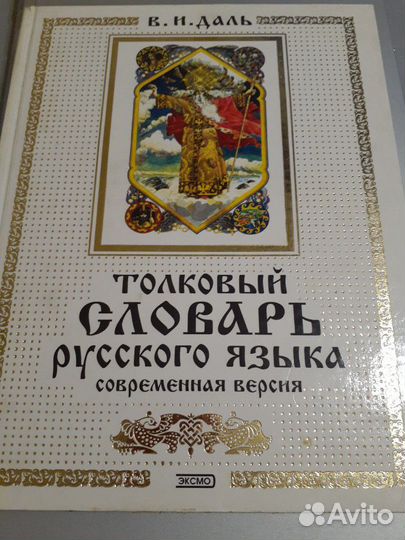 В. И. ДАЛЬ
ТОЛКОВЫЙ
СЛОВАРЬ
РУССКОГО ЯЗЫКА
СОВРЕМЕННАЯ ВЕРСИЯ
ЭКСМО
Avito